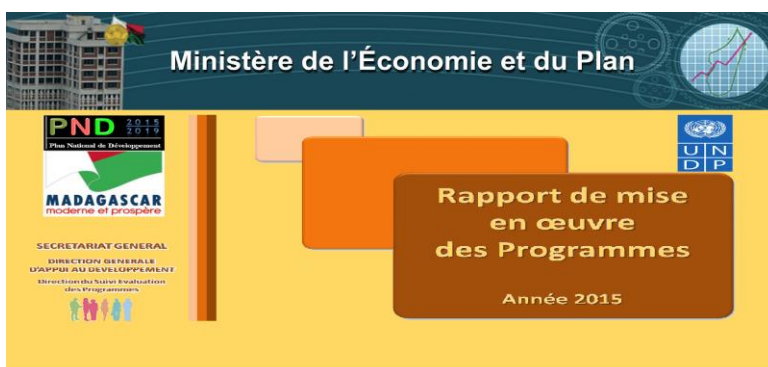 Ministère de l’Économie et du Plan
PND 2015
2019
Plan National de Développement
MADAGASCAR
moderne et prospère
SECRETARIAT GENERAL
DIRECTION GENERALE
D'APPUI AU DEVELOPPEMENT
Direction du Suivi Evaluation
des Programmes
U N
D P
Rapport de mise
en œuvre
des Programmes
Année 2015